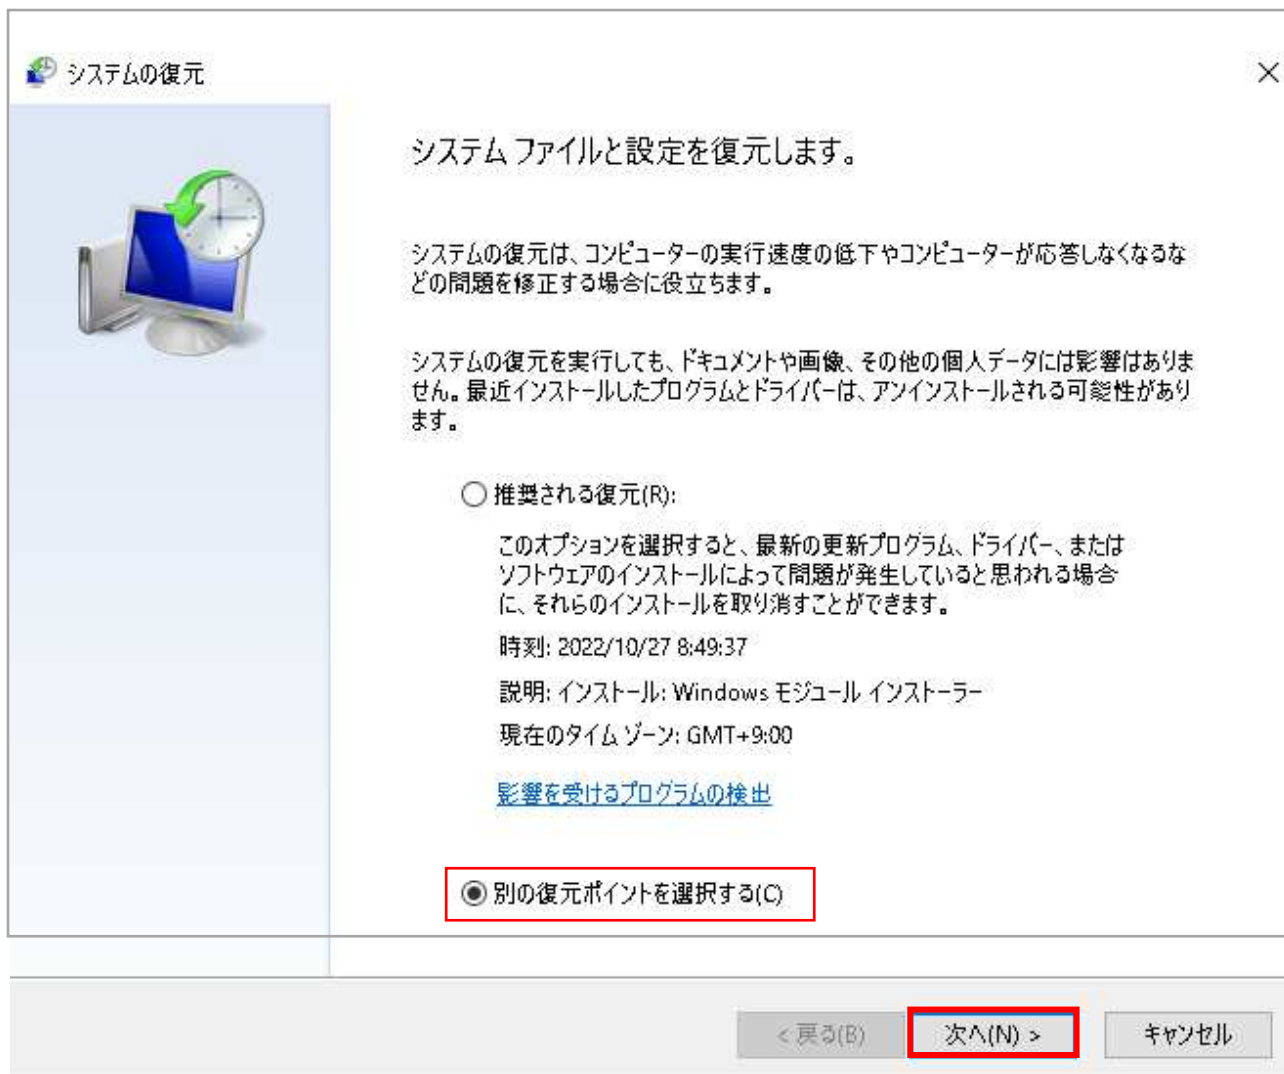 システムの復元
システム ファイルと設定を復元します。
システムの復元は、コンピューターの実行速度の低下やコンピューターが応答しなくなるな
どの問題を修正する場合に役立ちます。
システムの復元を実行しても、ドキュメントや画像、その他の個人データには影響はありま
せん。最近インストールしたプログラムとドライバーは、アンインストールされる可能性があり
ます。
推奨される復元(R):
このオプションを選択すると、最新の更新プログラム、ドライバー、または
ソフトウェアのインストールによって問題が発生していると思われる場合
に、それらのインストールを取り消すことができます。
時刻: 2022/10/27 8:49:37
説明: インストール: Windows モジュール インストーラー
現在のタイム ゾーン: GMT+9:00
影響を受けるプログラムの検出
別の復元ポイントを選択する(C)
< 戻る(B)
次へ(N) >
キャンセル